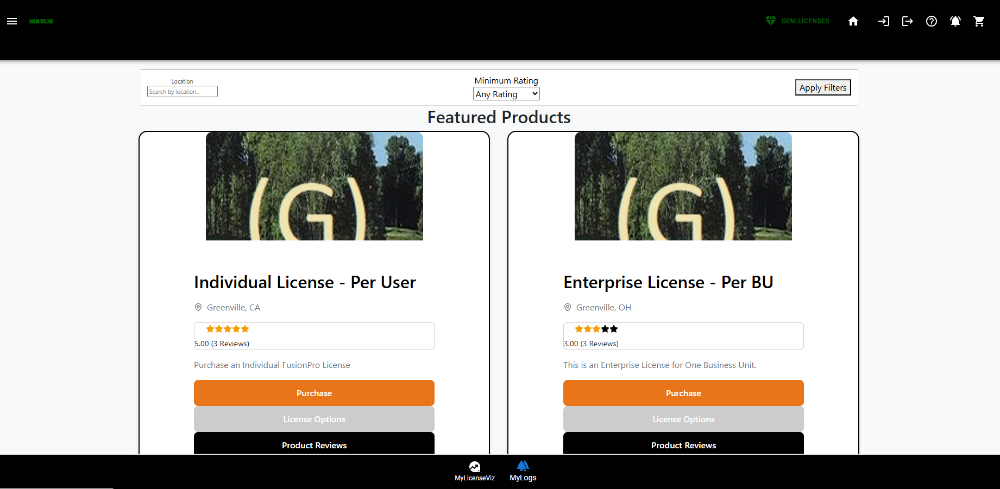 [GLM.V5.70]
GEM.LICENSES
Location
Search by location...
Minimum Rating
Any Rating
Apply Filters
Featured Products
(G)
(G)
Individual License - Per User
Greenville, CA
5.00 (3 Reviews)
Purchase an Individual FusionPro License
Purchase
License Options
Product Reviews
Enterprise License - Per BU
Greenville, OH
3.00 (3 Reviews)
This is an Enterprise License for One Business Unit.
Purchase
License Options
Product Reviews
MyLicenseViz
MyLogs